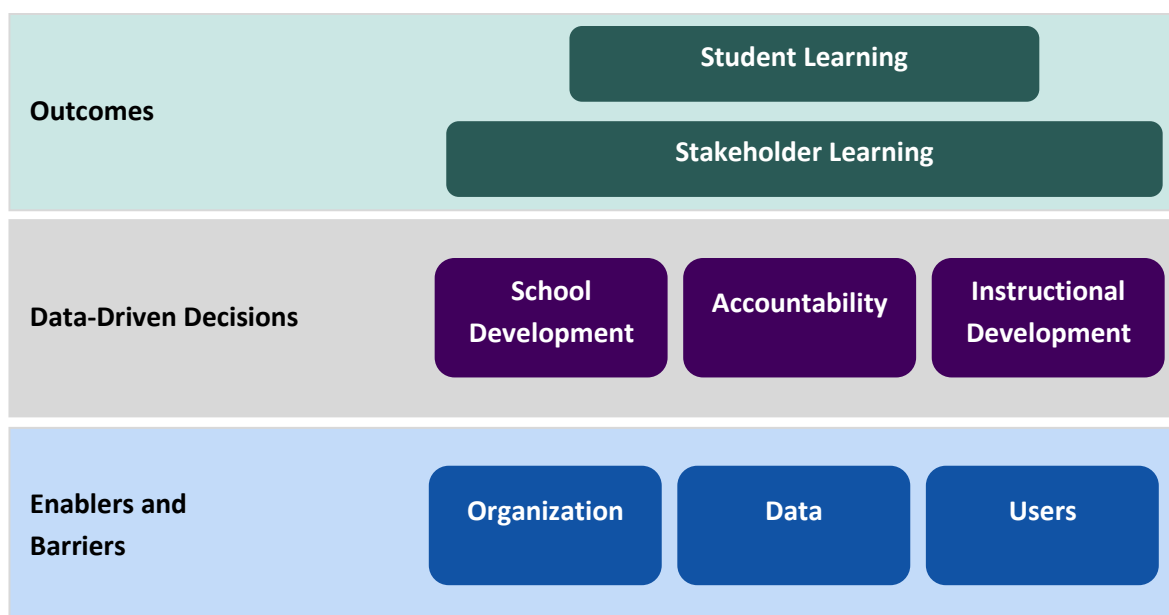 Outcomes
Student Learning
Stakeholder Learning
Data-Driven Decisions
School
Development
Accountability
Instructional
Development
Enablers and
Barriers
Organization
Data
Users